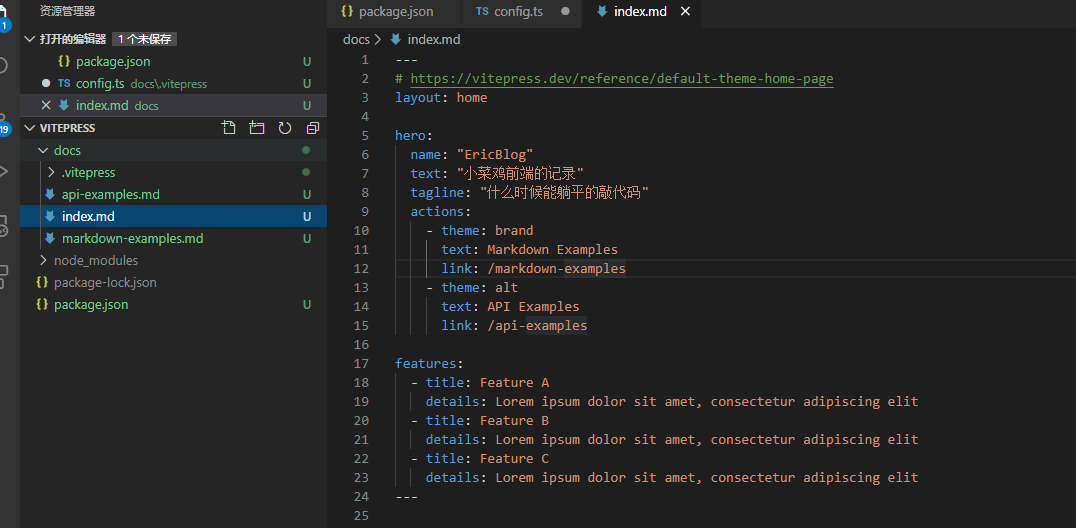 资源管理器
打开的编辑器 1 个未保存
{} package.json U
TS config.ts docs\.vitepress U
index.md docs U
VITEPRESS
docs
.vitepress
api-examples.md U
index.md U
markdown-examples.md U
node_modules
{} package-lock.json
{} package.json U
1
19
{} package.json
TS config.ts
index.md
docs > index.md
1 ---
2 # https://vitepress.dev/reference/default-theme-home-page
3 layout: home
4
5 hero:
6 name: "EricBlog"
7 text: "小菜鸡前端的记录"
8 tagline: "什么时候能躺平的敲代码"
9 actions:
10 - theme: brand
11 text: Markdown Examples
12 link: /markdown-examples
13 - theme: alt
14 text: API Examples
15 link: /api-examples
16
17 features:
18 - title: Feature A
19 details: Lorem ipsum dolor sit amet, consectetur adipiscing elit
20 - title: Feature B
21 details: Lorem ipsum dolor sit amet, consectetur adipiscing elit
22 - title: Feature C
23 details: Lorem ipsum dolor sit amet, consectetur adipiscing elit
24 ---
25